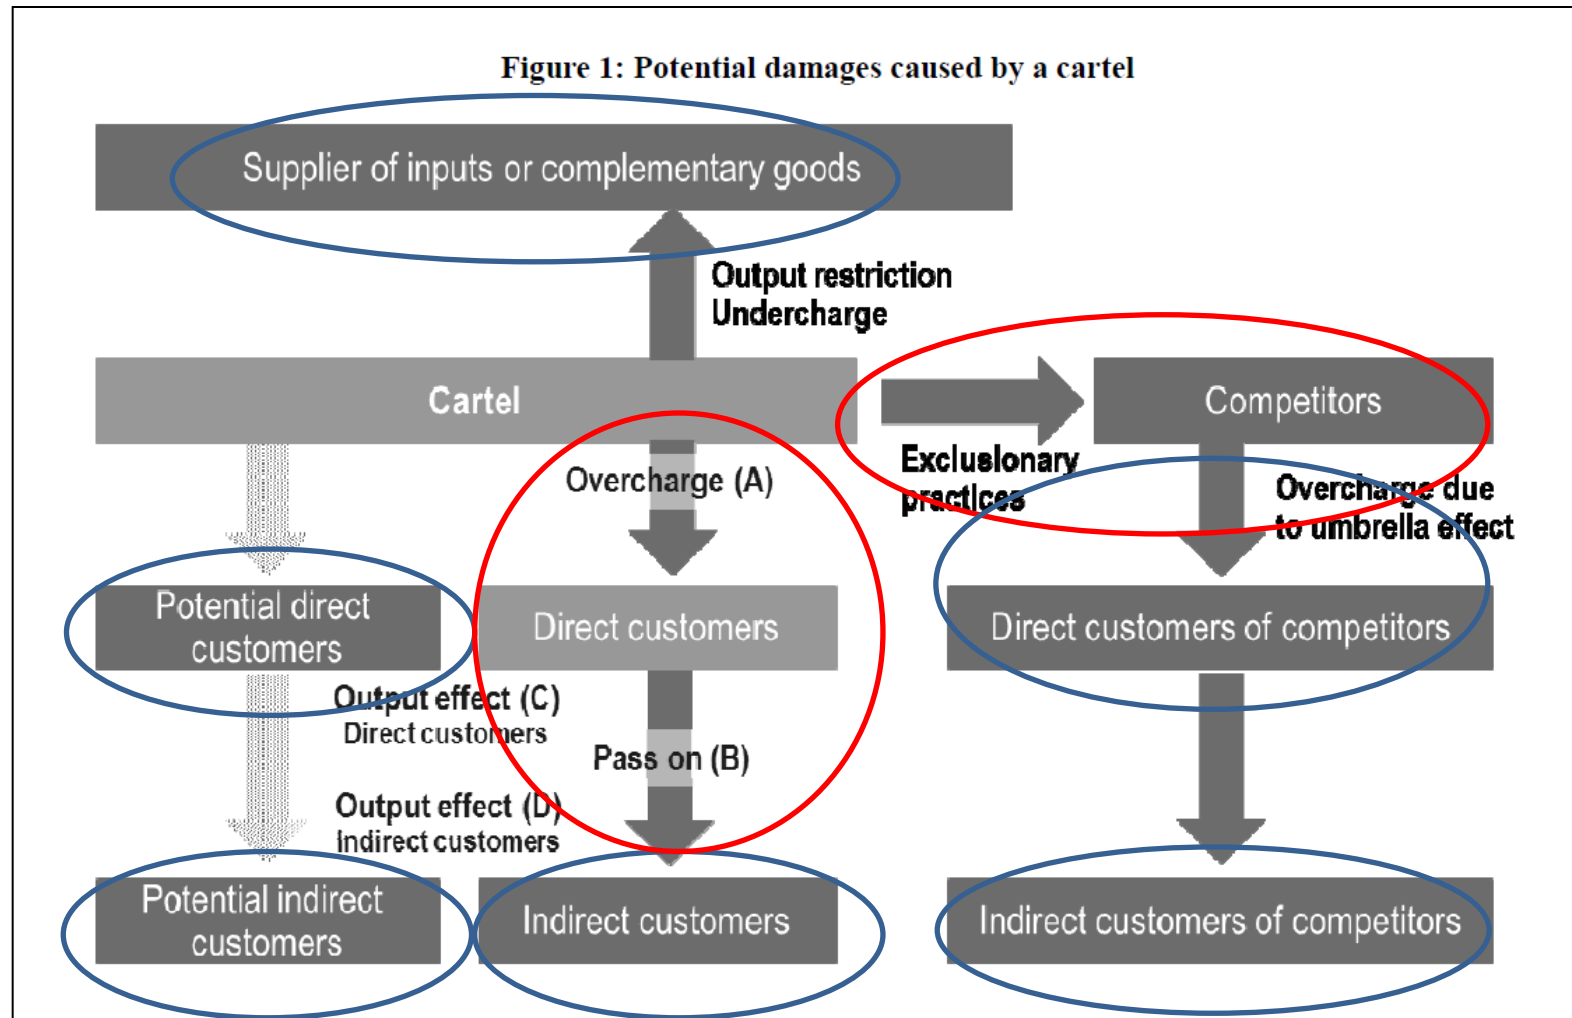 Figure 1: Potential damages caused by a cartel
Supplier of inputs or complementary goods
Output restriction
Undercharge
Cartel
Competitors
Exclusionary
practices
Overcharge (A)
Overcharge due
to umbrella effect
Potential direct
customers
Direct customers
Direct customers of competitors
Output effect (C)
Direct customers
Pass on (B)
Output effect (D)
Indirect customers
Potential indirect
customers
Indirect customers
Indirect customers of competitors